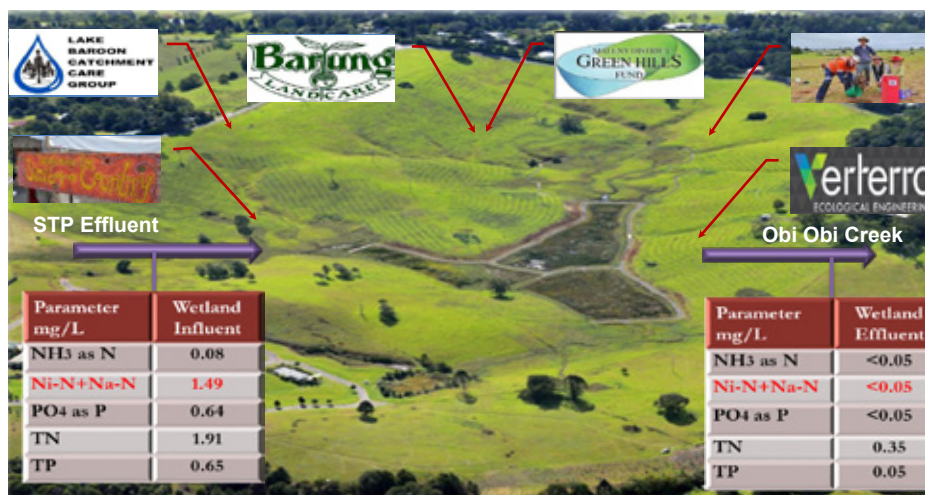 LAKE
BAROON
CATCHMENT
CARE
GROUP
Barung
LANDCARE
GREEN HILLS
FUND
Verterra
ECOLOGICAL ENGINEERIN
STP Effluent
Obi Obi Creek
Parameter
mg/L
Wetland
Influent
NH3 as N
0.08
Ni-N+Na-N
1.49
PO4 as P
0.64
TN
1.91
TP
0.65
Parameter
mg/L
Wetland
Effluent
NH3 as N
<0.05
Ni-N+Na-N
<0.05
PO4 as P
<0.05
TN
0.35
TP
0.05